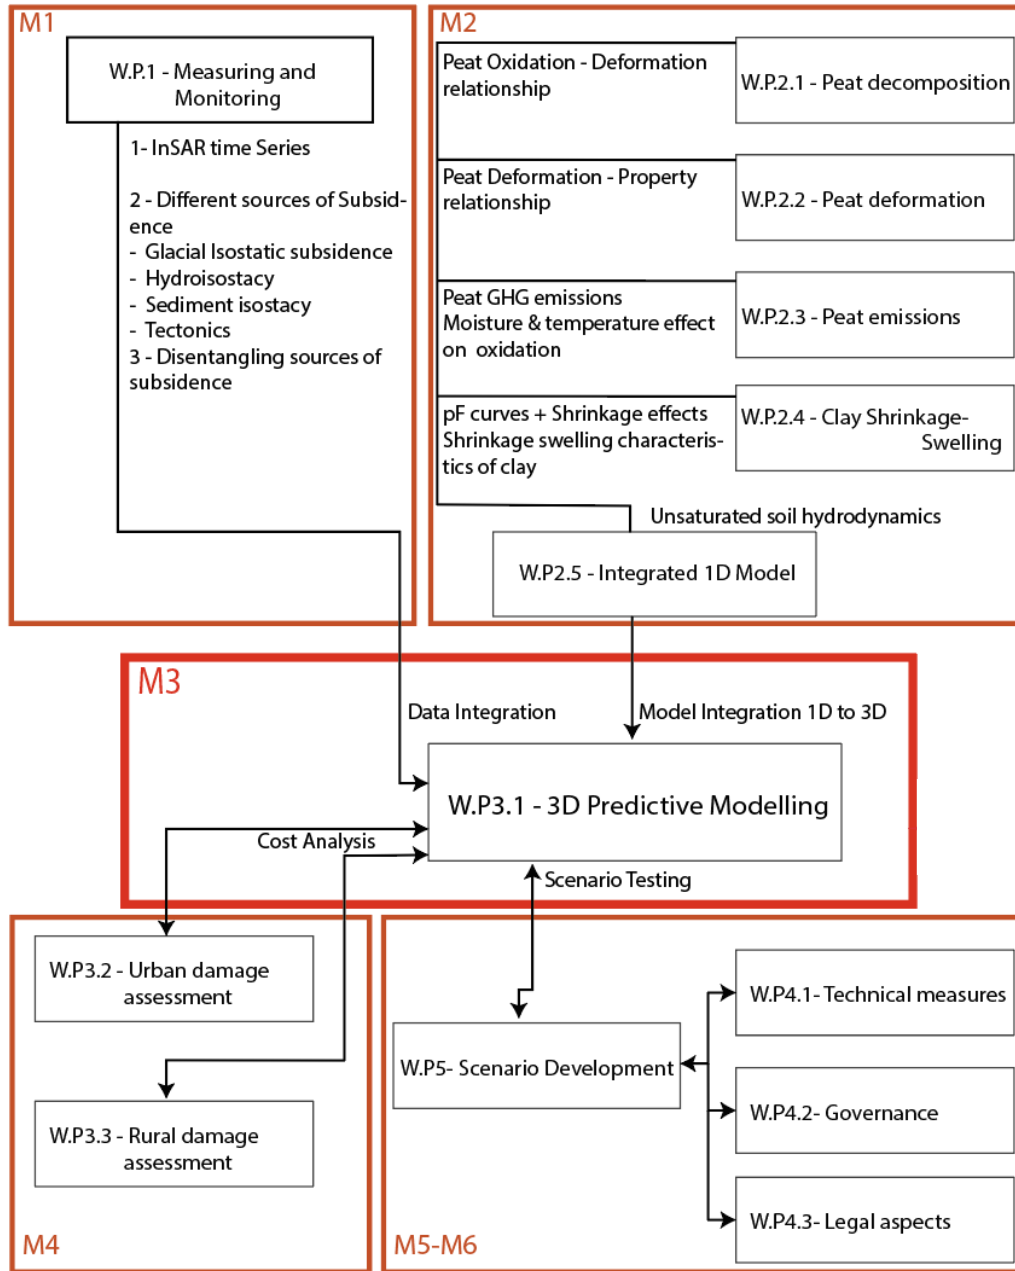 M1
W.P.1 - Measuring and
Monitoring
1- InSAR time Series
2 - Different sources of Subsid-
ence
- Glacial Isostatic subsidence
- Hydroisostacy
- Sediment isostacy
- Tectonics
3 - Disentangling sources of
subsidence
M2
Peat Oxidation - Deformation
relationship
W.P.2.1 - Peat decomposition
Peat Deformation - Property
relationship
W.P.2.2 - Peat deformation
Peat GHG emissions
Moisture & temperature effect
on oxidation
W.P.2.3 - Peat emissions
pF curves + Shrinkage effects
Shrinkage swelling characteris-
tics of clay
W.P.2.4 - Clay Shrinkage-
Swelling
Unsaturated soil hydrodynamics
W.P2.5 - Integrated 1D Model
M3
Data Integration
Model Integration 1D to 3D
W.P3.1 - 3D Predictive Modelling
Cost Analysis
Scenario Testing
W.P3.2 - Urban damage
assessment
W.P3.3 - Rural damage
assessment
M4
W.P5- Scenario Development
W.P4.1- Technical measures
W.P4.2- Governance
W.P4.3- Legal aspects
M5-M6